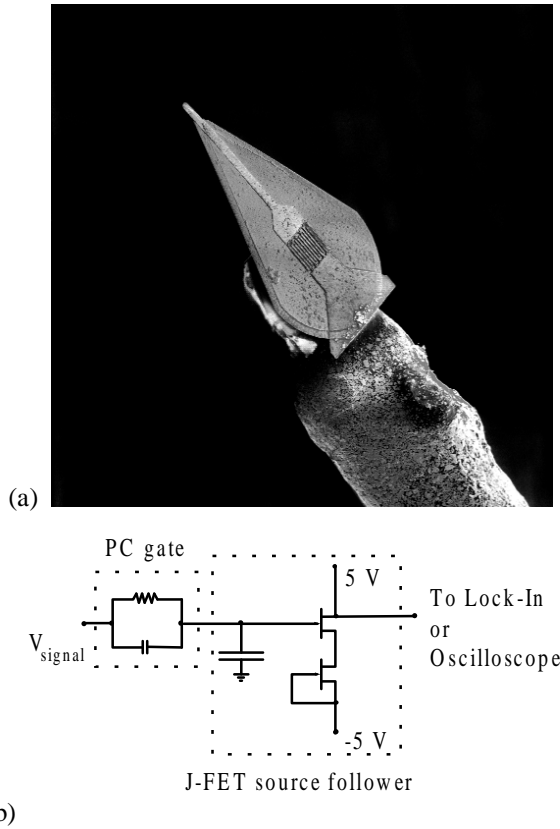 (a)
PC gate
5 V
To Lock-In
or
Oscilloscope
V signal
-5 V
J-FET source follower
b)